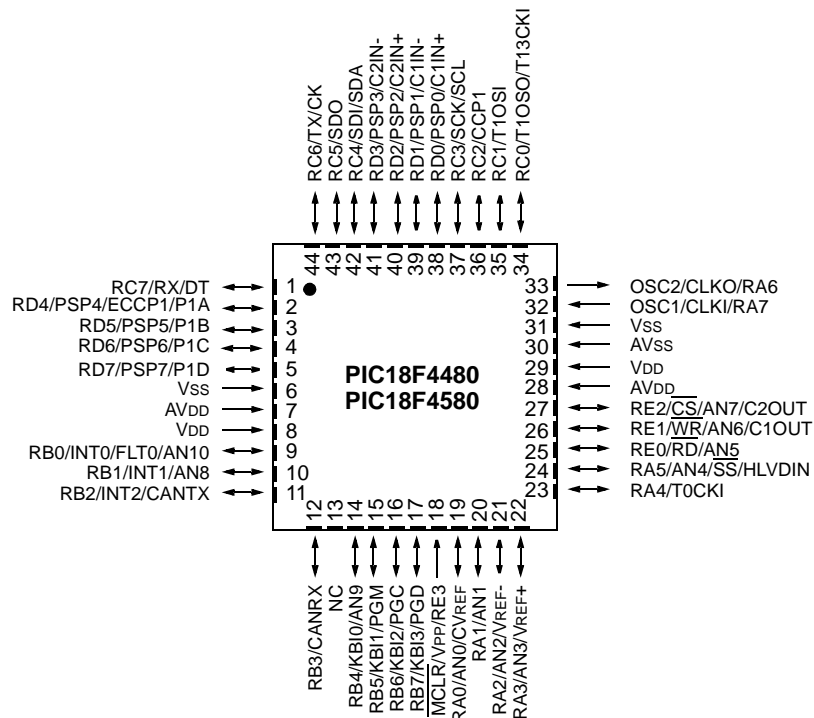 RC6/TX/CK
RC5/SDO
RC4/SDI/SDA
RD3/PSP3/C2IN-
RD2/PSP2/C2IN+
RD1/PSP1/C1IN-
RD0/PSP0/C1IN+
RC3/SCK/SCL
RC2/CCP1
RC1/T1OSI
RC0/T1OSO/T13CKI
44
43
42
41
40
39
38
37
36
35
34
RC7/RX/DT 1
RD4/PSP4/ECCP1/P1A 2
RD5/PSP5/P1B 3
RD6/PSP6/P1C 4
RD7/PSP7/P1D 5
VSS 6
AVDD 7
VDD 8
RB0/INT0/FLT0/AN10 9
RB1/INT1/AN8 10
RB2/INT2/CANTX 11
PIC18F4480
PIC18F4580
33 OSC2/CLKO/RA6
32 OSC1/CLKI/RA7
31 VSS
30 AVSS
29 VDD
28 AVDD
27 RE2/CS/AN7/C2OUT
26 RE1/WR/AN6/C1OUT
25 RE0/RD/AN5
24 RA5/AN4/SS/HLVDIN
23 RA4/T0CKI
12
13
14
15
16
17
18
19
20
21
22
RB3/CANRX
NC
RB4/KBI0/AN9
RB5/KBI1/PGM
RB6/KBI2/PGC
RB7/KBI3/PGD
MCLR/VPP/RE3
RA0/AN0/CVREF
RA1/AN1
RA2/AN2/VREF-
RA3/AN3/VREF+